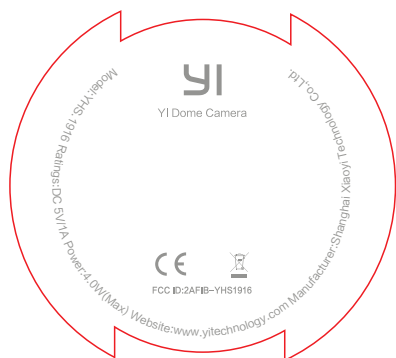 YI
YI Dome Camera
Model:YHS.1916 Ratings:DC 5V/1A Power:4.0W(Max) Website:www.yitechnology.com Manufacturer:Shanghai Xiaoyi Technology Co.,Ltd.
CE
FCC ID:2AFIB-YHS1916